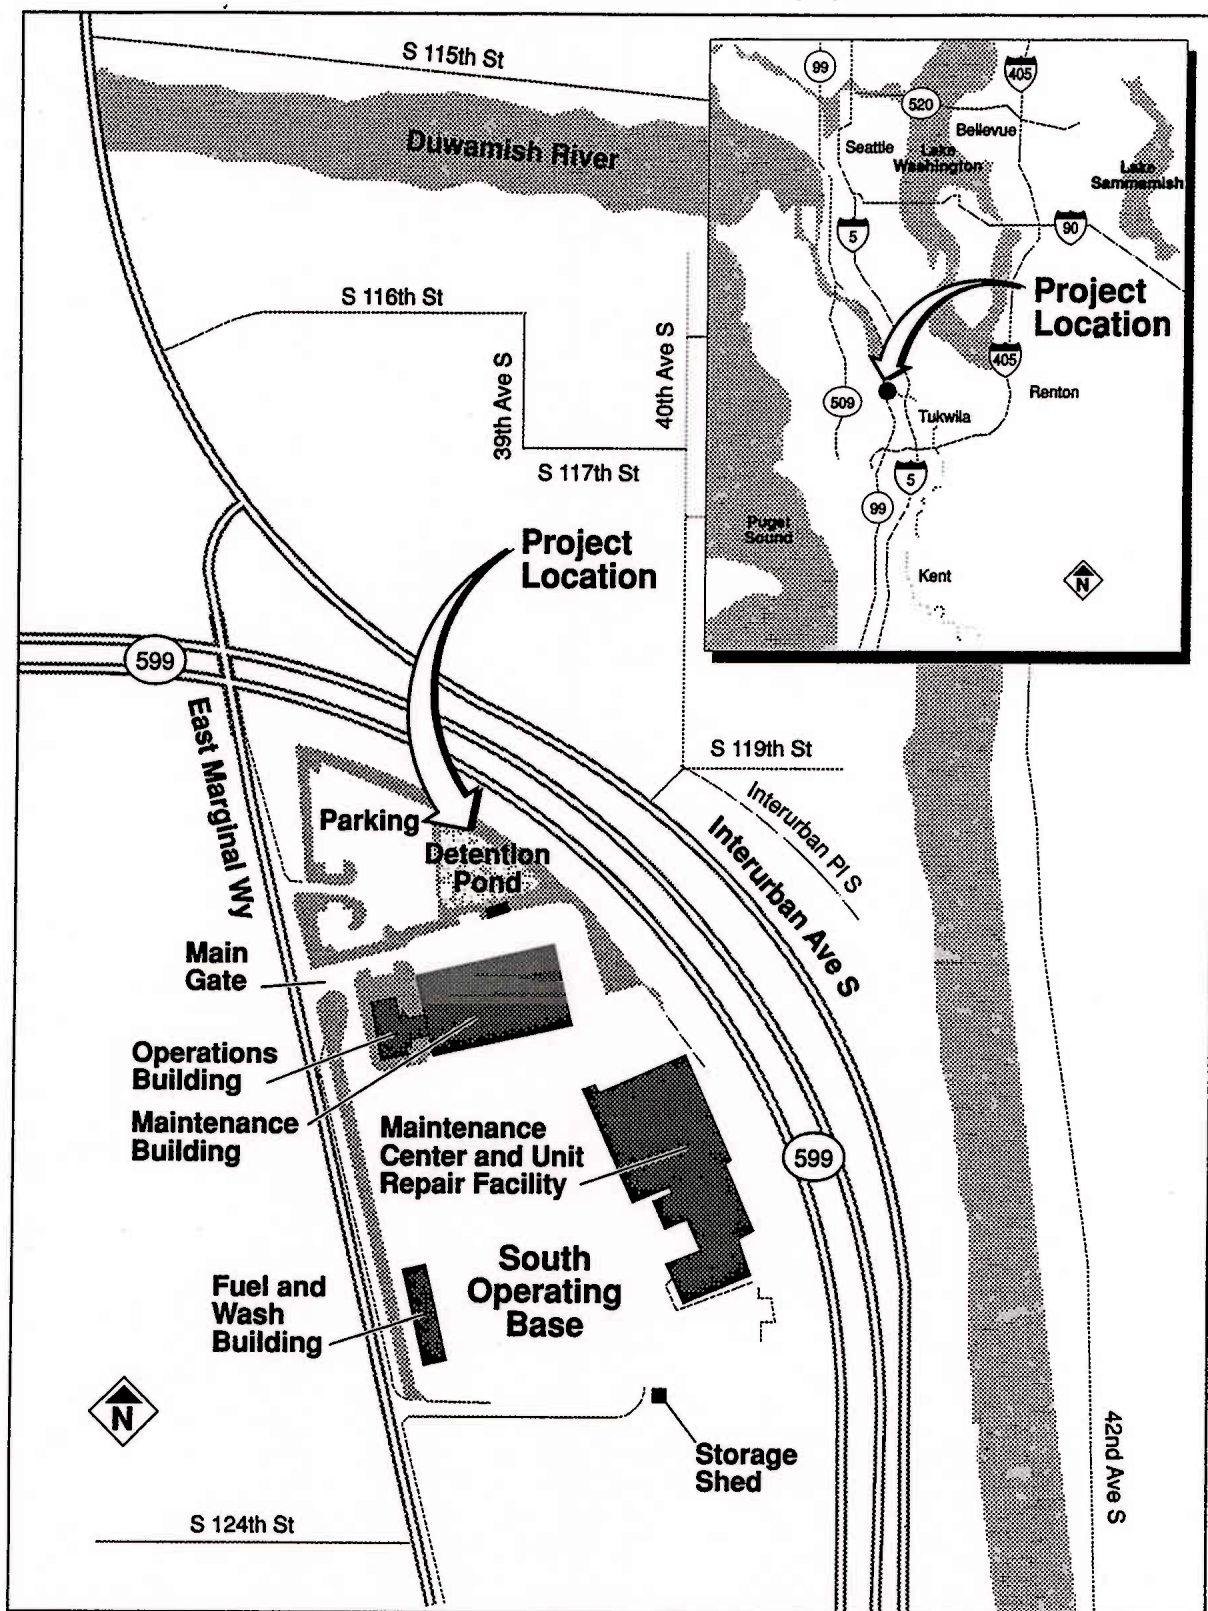 S 115th St
Duwamish River
S 116th St
39th Ave S
40th Ave S
S 117th St
Project
Location
599
East Marginal Wy
S 119th St
Interurban Pl S
Interurban Ave S
Parking
Detention
Pond
Main
Gate
Operations
Building
Maintenance
Building
Maintenance
Center and Unit
Repair Facility
599
South
Operating
Base
Fuel and
Wash
Building
N
Storage
Shed
42nd Ave S
S 124th St
99
405
520
Bellevue
Seattle
Lake
Washington
Lake
Sammamish
5
90
Project
Location
405
Renton
509
Tukwila
5
99
Puget
Sound
Kent
N